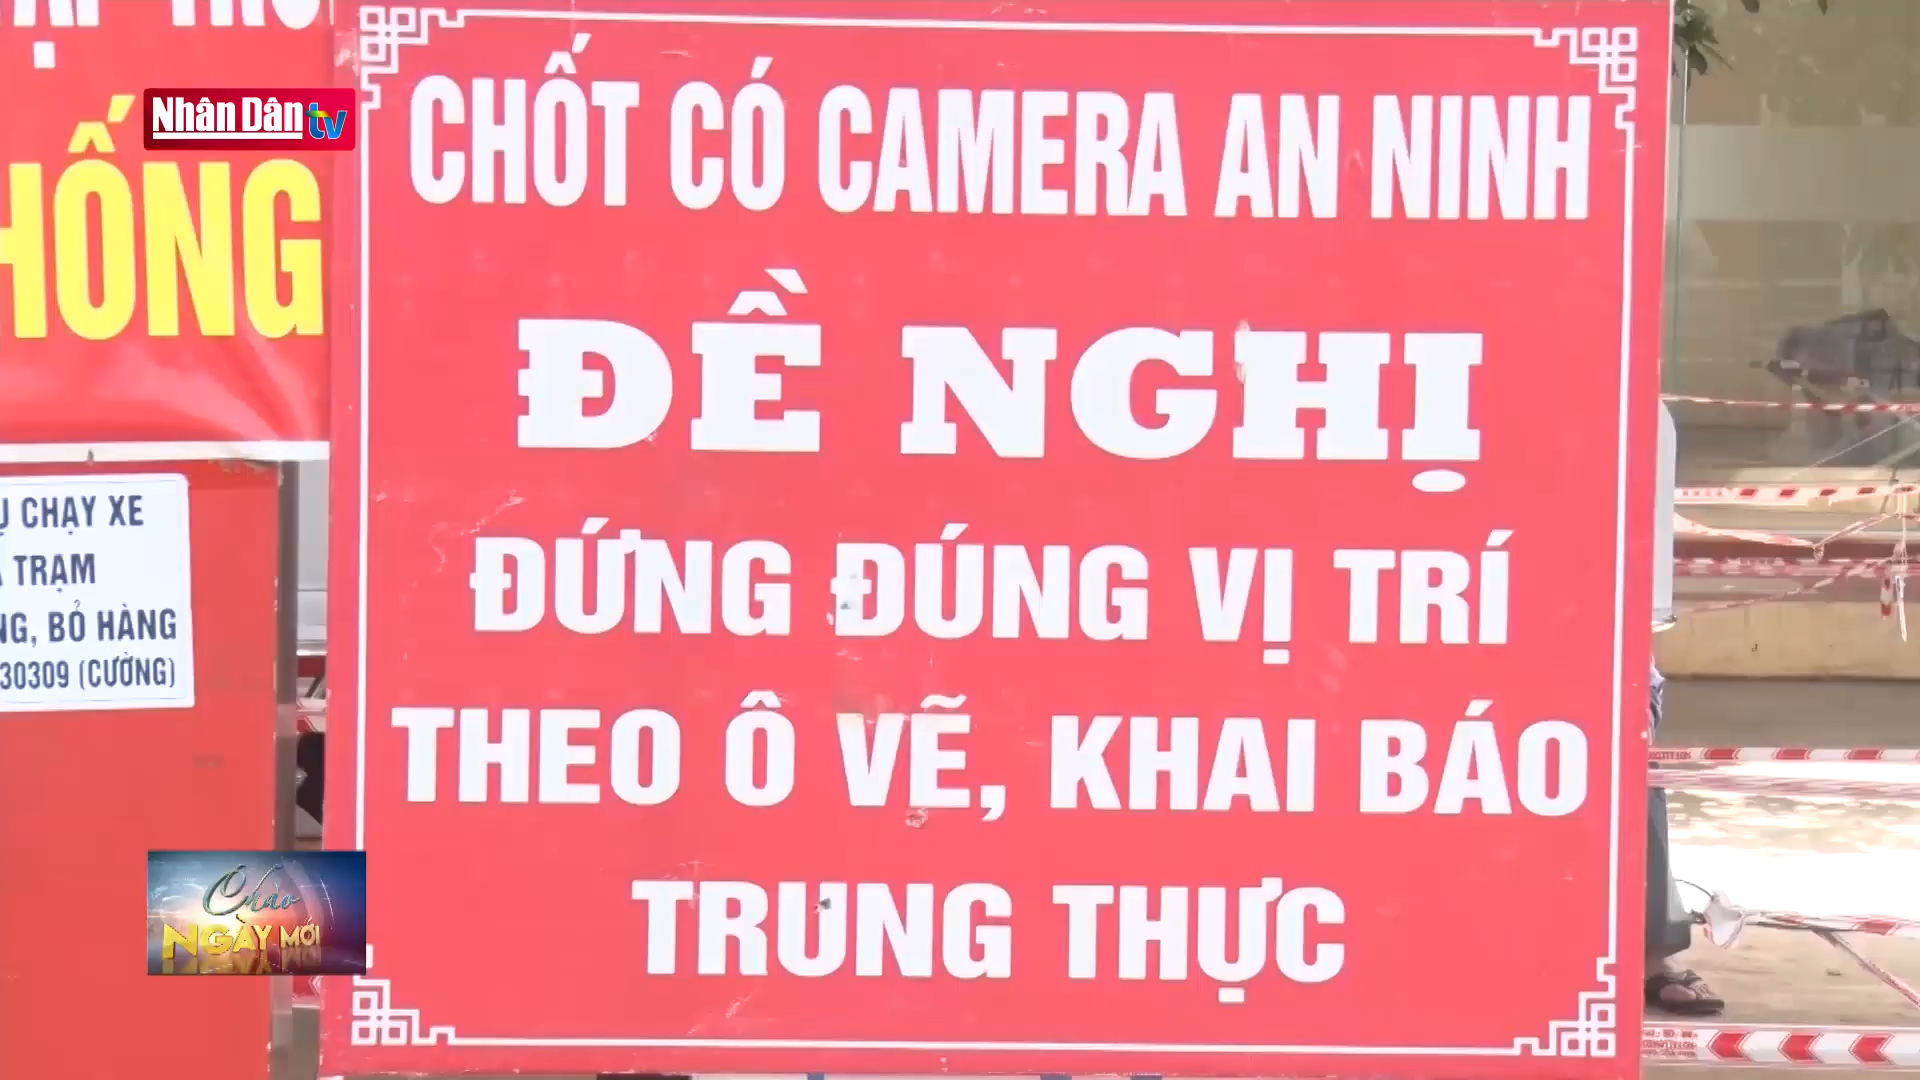 Nhân Dân tv
HỐNG
CHỐT CÓ CAMERA AN NINH
ĐỀ NGHỊ
ĐỨNG ĐÚNG VỊ TRÍ
THEO Ô VẼ, KHAI BÁO
TRUNG THỰC
CHẠY XE
TRẠM
BỎ HÀNG
30309 (CƯỜNG)
Chào
NGÀY MỚI